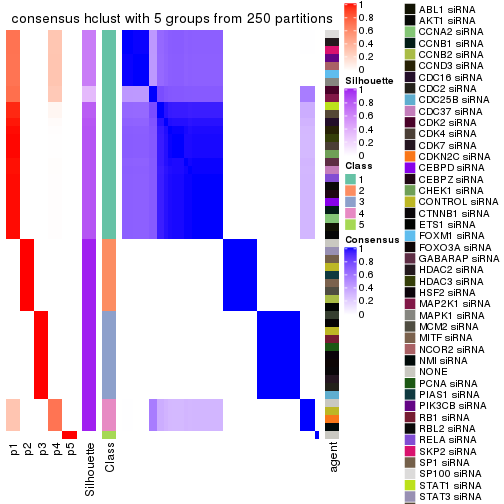 consensus hclust with 5 groups from 250 partitions
1
0.8
0.6
0.4
0.2
0
Silhouette
1
0.8
0.6
0.4
0.2
0
Class
1
2
3
4
5
Consensus
1
0.8
0.6
0.4
0.2
0
p1
p2
p3
p4
p5
Silhouette
Class
agent
ABL1 siRNA
AKT1 siRNA
CCNA2 siRNA
CCNB1 siRNA
CCNB2 siRNA
CCND3 siRNA
CDC16 siRNA
CDC2 siRNA
CDC25B siRNA
CDC37 siRNA
CDK2 siRNA
CDK4 siRNA
CDK7 siRNA
CDKN2C siRNA
CEBPD siRNA
CEBPZ siRNA
CHEK1 siRNA
CONTROL siRNA
CTNNB1 siRNA
ETS1 siRNA
FOXM1 siRNA
FOXO3A siRNA
GABARAP siRNA
HDAC2 siRNA
HDAC3 siRNA
HSF2 siRNA
MAP2K1 siRNA
MAPK1 siRNA
MCM2 siRNA
MITF siRNA
NCOR2 siRNA
NMI siRNA
NONE
PCNA siRNA
PIAS1 siRNA
PIK3CB siRNA
RB1 siRNA
RBL2 siRNA
RELA siRNA
SKP2 siRNA
SP1 siRNA
SP100 siRNA
STAT1 siRNA
STAT3 siRNA